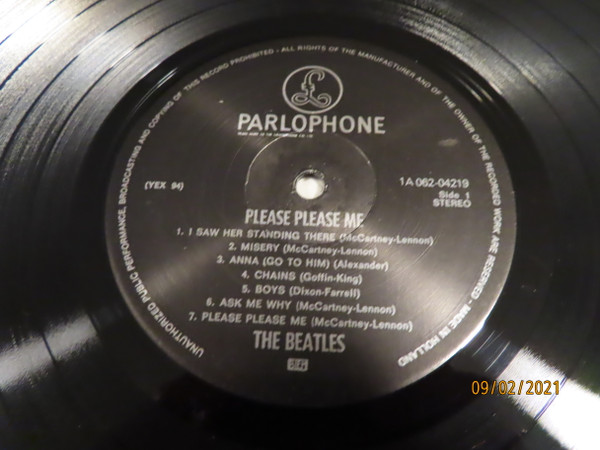 UNAUTHORIZED PUBLIC PERFORMANCE, BROADCASTING AND COPYING OF THIS RECORD PROHIBITED - ALL RIGHTS OF THE MANUFACTURER AND OF THE OWNER OF THE RECORDED WORK ARE RESERVED - MADE IN HOLLAND
£
PARLOPHONE
(YEX 94)
1A 062-04219
Side 1
STEREO
PLEASE PLEASE ME
1. I SAW HER STANDING THERE (McCartney-Lennon)
2. MISERY (McCartney-Lennon)
3. ANNA (GO TO HIM) (Alexander)
4. CHAINS (Goffin-King)
5. BOYS (Dixon-Farrell)
6. ASK ME WHY (McCartney-Lennon)
7. PLEASE PLEASE ME (McCartney-Lennon)
THE BEATLES
09/02/2021